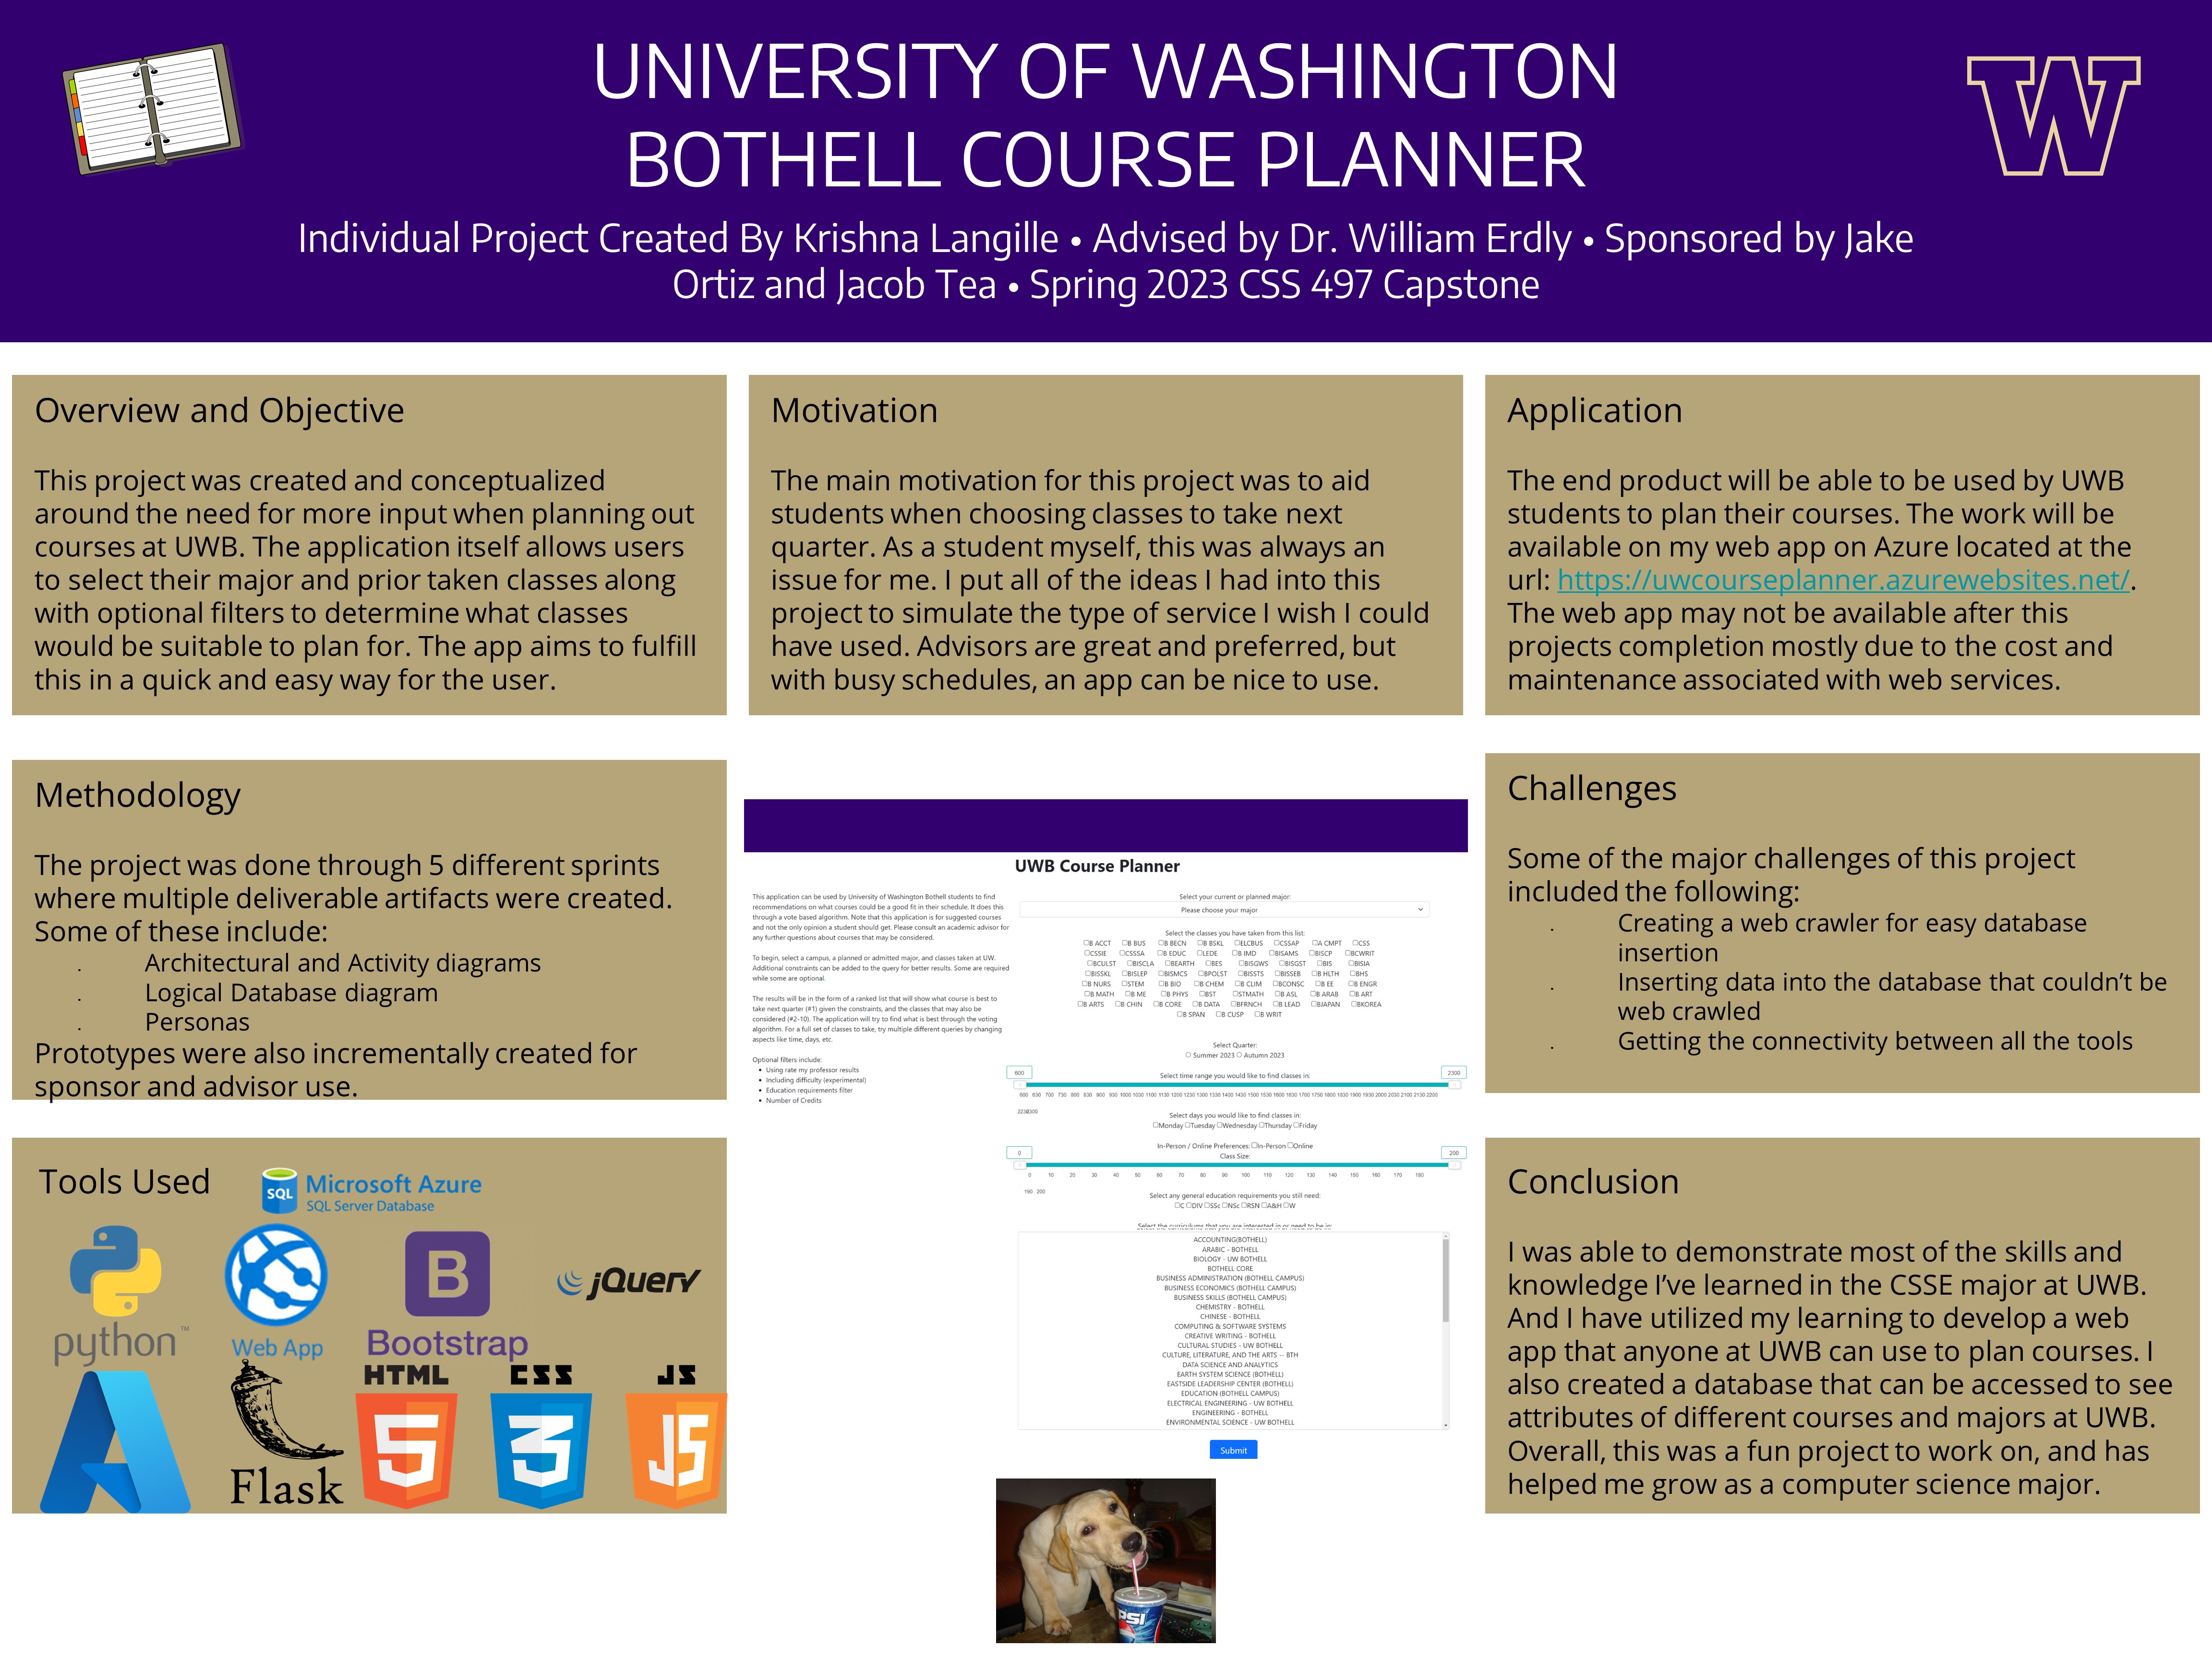 UNIVERSITY OF WASHINGTON
BOTHELL COURSE PLANNER
Individual Project Created By Krishna Langille • Advised by Dr. William Erdly • Sponsored by Jake
Ortiz and Jacob Tea • Spring 2023 CSS 497 Capstone
W
Overview and Objective
This project was created and conceptualized
around the need for more input when planning out
courses at UWB. The application itself allows users
to select their major and prior taken classes along
with optional filters to determine what classes
would be suitable to plan for. The app aims to fulfill
this in a quick and easy way for the user.
Motivation
The main motivation for this project was to aid
students when choosing classes to take next
quarter. As a student myself, this was always an
issue for me. I put all of the ideas I had into this
project to simulate the type of service I wish I could
have used. Advisors are great and preferred, but
with busy schedules, an app can be nice to use.
Application
The end product will be able to be used by UWB
students to plan their courses. The work will be
available on my web app on Azure located at the
url: https://uwcourseplanner.azurewebsites.net/.
The web app may not be available after this
projects completion mostly due to the cost and
maintenance associated with web services.
Methodology
The project was done through 5 different sprints
where multiple deliverable artifacts were created.
Some of these include:
. Architectural and Activity diagrams
. Logical Database diagram
. Personas
Prototypes were also incrementally created for
sponsor and advisor use.
Tools Used
SQL
Microsoft Azure
SQL Server Database
python™
Web App
B
Bootstrap
jQuery
Flask
HTML
5
CSS
3
JS
JS
UWB Course Planner
This application can be used by University of Washington Bothell students to find
recommendations on what courses could be a good fit in their schedule. It does this
through a vote based algorithm. Note that this application is for suggested courses
and not the only opinion a student should get. Please consult an academic advisor for
any further questions about courses that may be considered.
To begin, select a campus, a planned or admitted major, and classes taken at UW.
Additional constraints can be added to the query for better results. Some are required
while some are optional.
The results will be in the form of a ranked list that will show what course is best to
take next quarter (#1) given the constraints, and the classes that may also be
considered (#2-10). The application will try to find what is best through the voting
algorithm. For a full set of classes to take, try multiple different queries by changing
aspects like time, days, etc.
Optional filters include:
• Using rate my professor results
• Including difficulty (experimental)
• Education requirements filter
• Number of Credits
Select your current or planned major:
Please choose your major
Select the classes you have taken from this list:
B ACCT B BUS B BECN B BSKL ELCBUS CSSAP A CMPT CSS
CSSIE CSSSA B EDUC LEDE B IMD BISAMS BISCP BCWRIT
BCULST BISCLA BEARTH BES BISGWS BISGST BIS BISIA
BISSKL BISLEP BISMCS BPOLST BISSTS BISSEB B HLTH BHS
B NURS STEM B BIO B CHEM B CLIM BCONSC B EE B ENGR
B MATH B ME B PHYS BST STMATH B ASL B ARAB B ART
B ARTS B CHIN B CORE B DATA BFRNCH B LEAD BJAPAN BKOREA
B SPAN B CUSP B WRIT
Select Quarter:
Summer 2023 Autumn 2023
Select time range you would like to find classes in:
600 2300
600 630 700 730 800 830 900 930 1000 1030 1100 1130 1200 1230 1300 1330 1400 1430 1500 1530 1600 1630 1700 1730 1800 1830 1900 1930 2000 2030 2100 2130 2200
2230 2300
Select days you would like to find classes in:
Monday Tuesday Wednesday Thursday Friday
In-Person / Online Preferences: In-Person Online
Class Size:
0 200
0 10 20 30 40 50 60 70 80 90 100 110 120 130 140 150 160 170 180
190 200
Select any general education requirements you still need:
C DIV SSc NSc RSN A&H W
Select the curriculums that you are interested in or need to be in:
ACCOUNTING(BOTHELL)
ARABIC - BOTHELL
BIOLOGY - UW BOTHELL
BOTHELL CORE
BUSINESS ADMINISTRATION (BOTHELL CAMPUS)
BUSINESS ECONOMICS (BOTHELL CAMPUS)
BUSINESS SKILLS (BOTHELL CAMPUS)
CHEMISTRY - BOTHELL
CHINESE - BOTHELL
COMPUTING & SOFTWARE SYSTEMS
CREATIVE WRITING - BOTHELL
CULTURAL STUDIES - UW BOTHELL
CULTURE, LITERATURE, AND THE ARTS -- BTH
DATA SCIENCE AND ANALYTICS
EARTH SYSTEM SCIENCE (BOTHELL)
EASTSIDE LEADERSHIP CENTER (BOTHELL)
EDUCATION (BOTHELL CAMPUS)
ELECTRICAL ENGINEERING - UW BOTHELL
ENGINEERING - BOTHELL
ENVIRONMENTAL SCIENCE - UW BOTHELL
Submit
PSI
Challenges
Some of the major challenges of this project
included the following:
. Creating a web crawler for easy database
insertion
. Inserting data into the database that couldn’t be
web crawled
. Getting the connectivity between all the tools
Conclusion
I was able to demonstrate most of the skills and
knowledge I’ve learned in the CSSE major at UWB.
And I have utilized my learning to develop a web
app that anyone at UWB can use to plan courses. I
also created a database that can be accessed to see
attributes of different courses and majors at UWB.
Overall, this was a fun project to work on, and has
helped me grow as a computer science major.